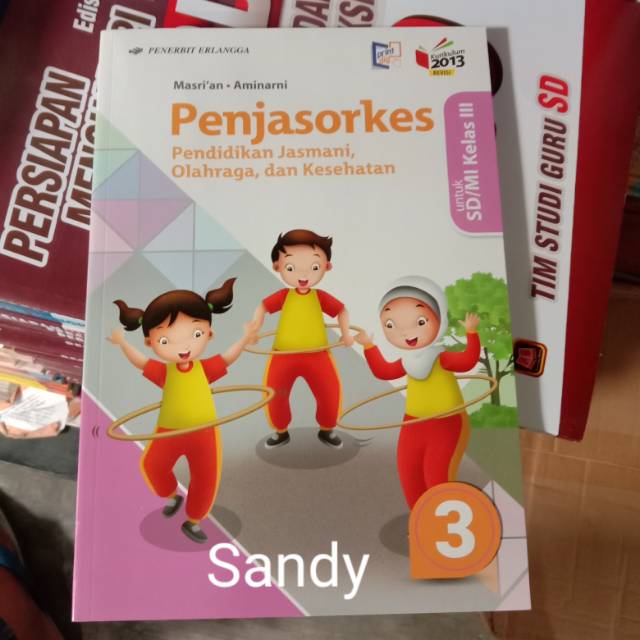 PENERBIT ERLANGGA
Kurikulum
2013
REVISI
Masri'an • Aminarni
Penjasorkes
Pendidikan Jasmani,
Olahraga, dan Kesehatan
untuk
SD/MI Kelas III
3
Sandy
PERSIAPAN
TIM STUDI GURU SD